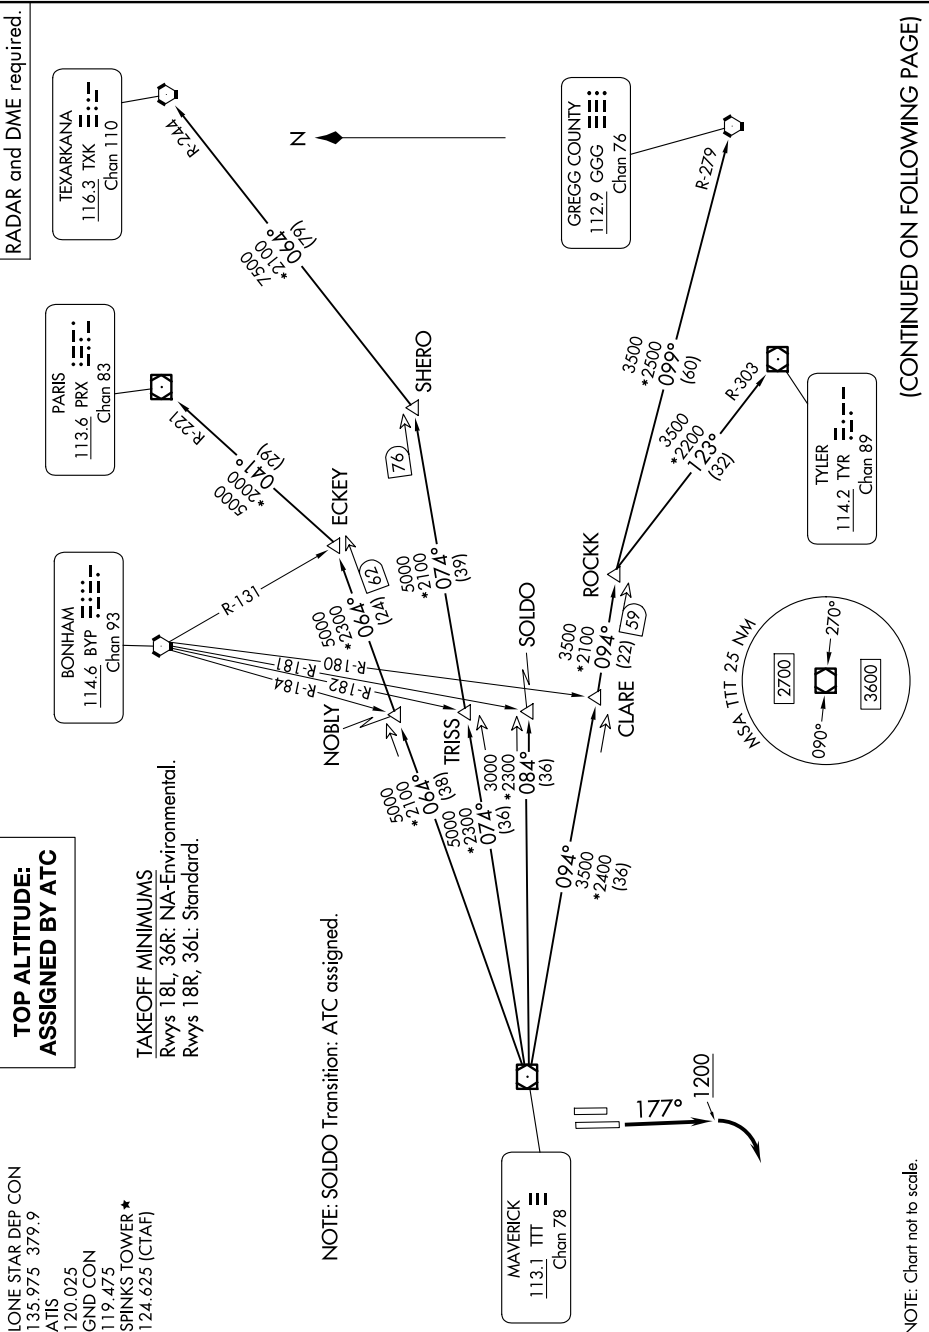 LONE STAR DEP CON
135.975 379.9
ATIS
120.025
GND CON
119.475
SPINKS TOWER ★
124.625 (CTAF)
TOP ALTITUDE:
ASSIGNED BY ATC
RADAR and DME required.
TAKEOFF MINIMUMS
Rwys 18L, 36R: NA-Environmental.
Rwys 18R, 36L: Standard.
NOTE: SOLDO Transition: ATC assigned.
BONHAM
114.6 BYP
Chan 93
PARIS
113.6 PRX
Chan 83
TEXARKANA
116.3 TXK
Chan 110
R-244
R-221
R-131
R-184
R-182
R-181
R-180
N
7500
*2100
064°
(79)
5000
*2000
041°
(29)
ECKEY
SHERO
62
76
5000
*2300
064°
(24)
NOBLY
5000
*2100
064°
(38)
5000
*2100
074°
(39)
TRISS
5000
*2300
074°
(36)
SOLDO
3000
*2300
084°
(36)
CLARE
094°
3500
*2400
(36)
ROCKK
3500
*2100
094°
(22)
59
3500
*2500
099°
(60)
R-279
3500
*2200
123°
(32)
R-303
GREGG COUNTY
112.9 GGG
Chan 76
TYLER
114.2 TYR
Chan 89
MAVERICK
113.1 TTT
Chan 78
177°
1200
MSA TTT 25 NM
2700
090°
270°
3600
NOTE: Chart not to scale.
(CONTINUED ON FOLLOWING PAGE)